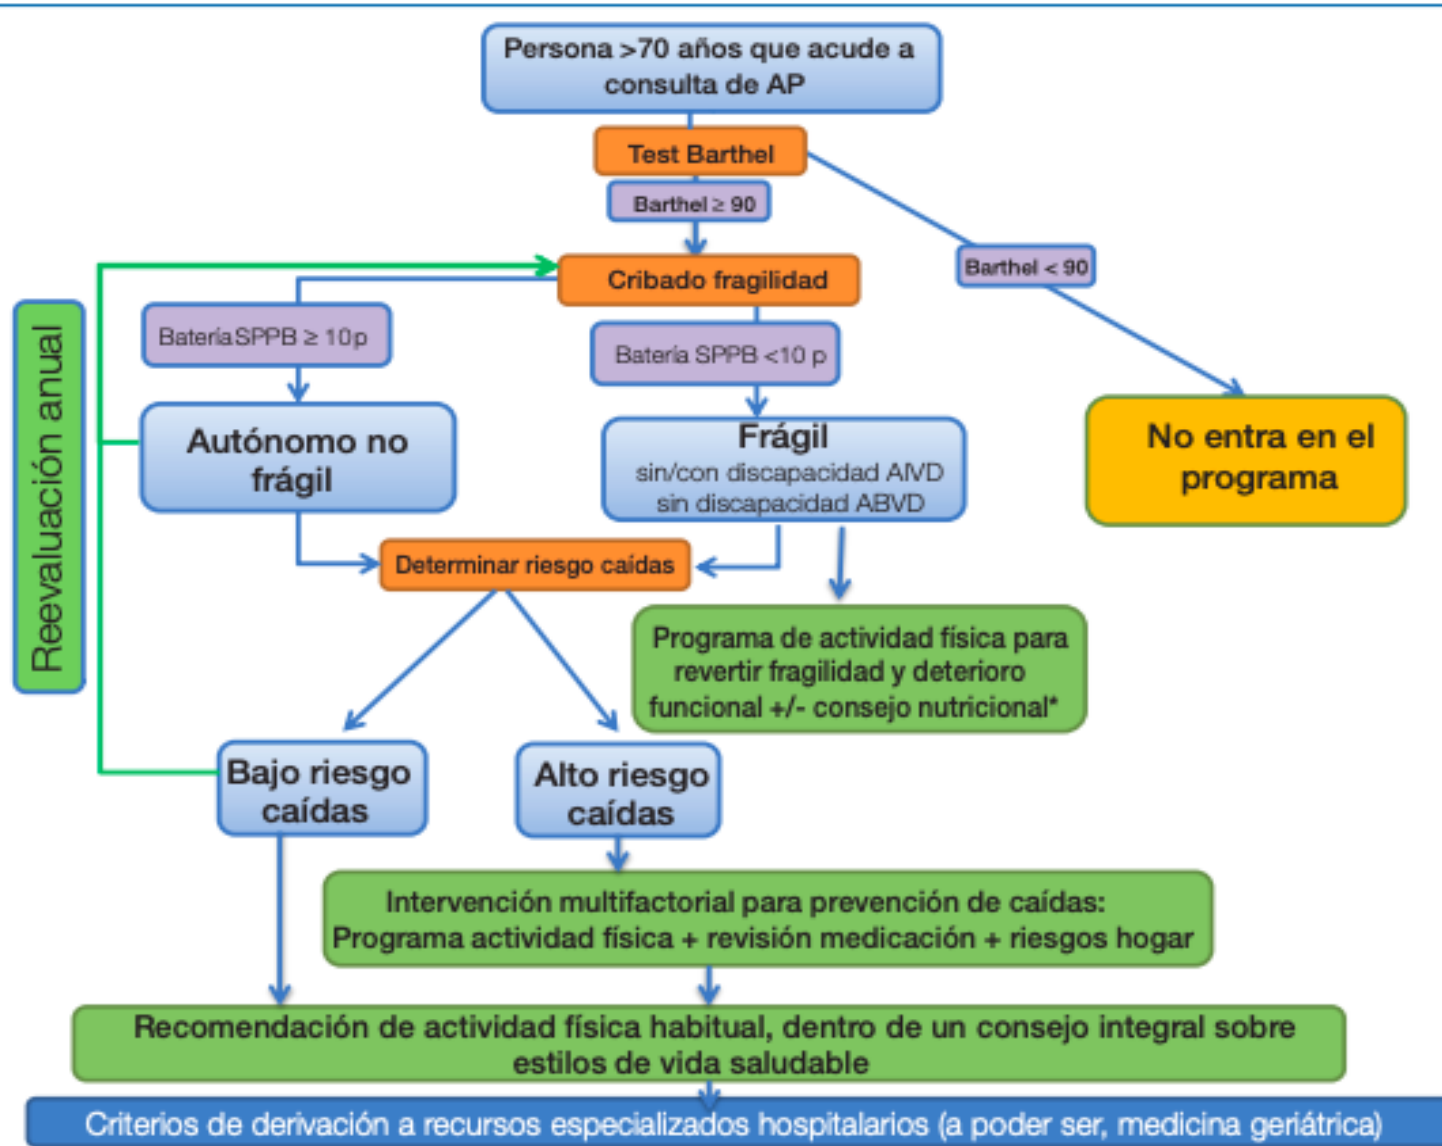 Persona >70 años que acude a
consulta de AP
Test Barthel
Barthel ≥ 90
Barthel < 90
Cribado fragilidad
BateríaSPPB ≥ 10p
Batería SPPB <10 p
Reevaluación anual
Autónomo no
frágil
Frágil
sin/con discapacidad AIVD
sin discapacidad ABVD
No entra en el
programa
Determinar riesgo caídas
Programa de actividad física para
revertir fragilidad y deterioro
funcional +/- consejo nutricional*
Bajo riesgo
caídas
Alto riesgo
caídas
Intervención multifactorial para prevención de caídas:
Programa actividad física + revisión medicación + riesgos hogar
Recomendación de actividad física habitual, dentro de un consejo integral sobre
estilos de vida saludable
Criterios de derivación a recursos especializados hospitalarios (a poder ser, medicina geriátrica)